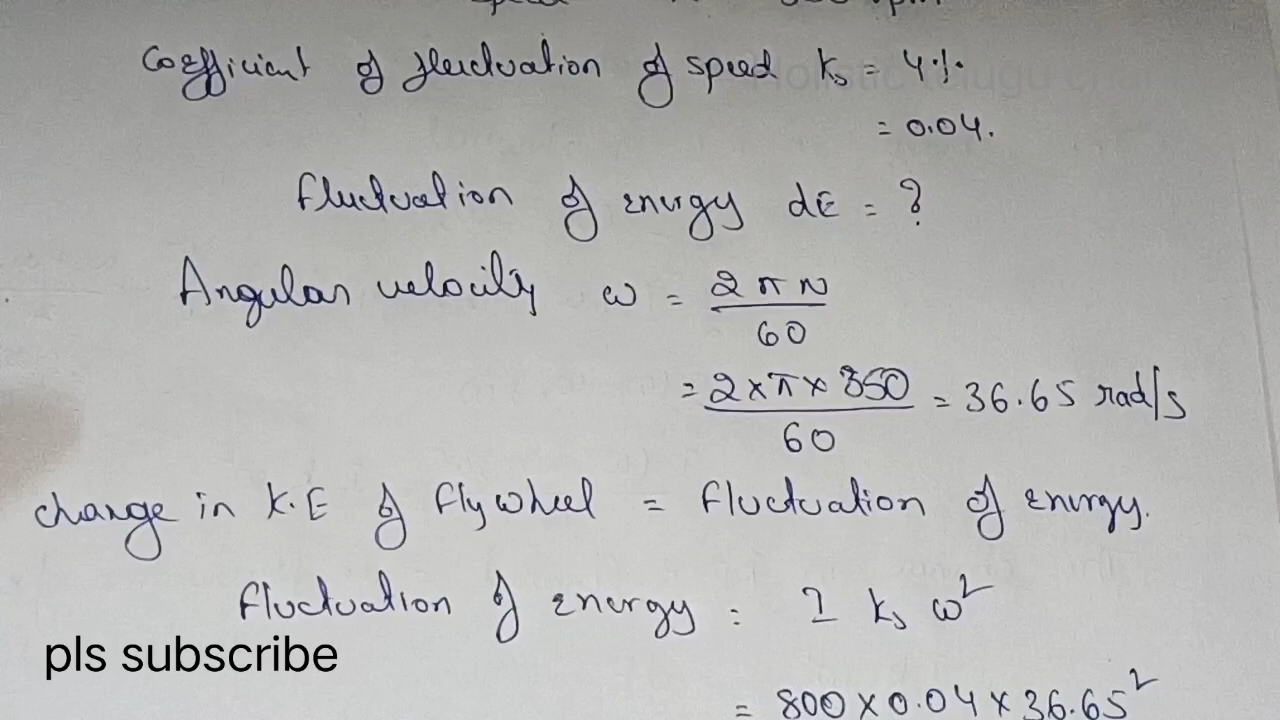 Coefficient of fluctuation of speed ks = 4%
= 0.04.
fluctuation of energy dE = ?
Angular velocity ω = 2πN
60
= 2×π×350 = 36.65 rad/s
60
change in K.E of flywheel = fluctuation of energy.
fluctuation of energy = I ks ω²
pls subscribe
= 800×0.04×36.65²